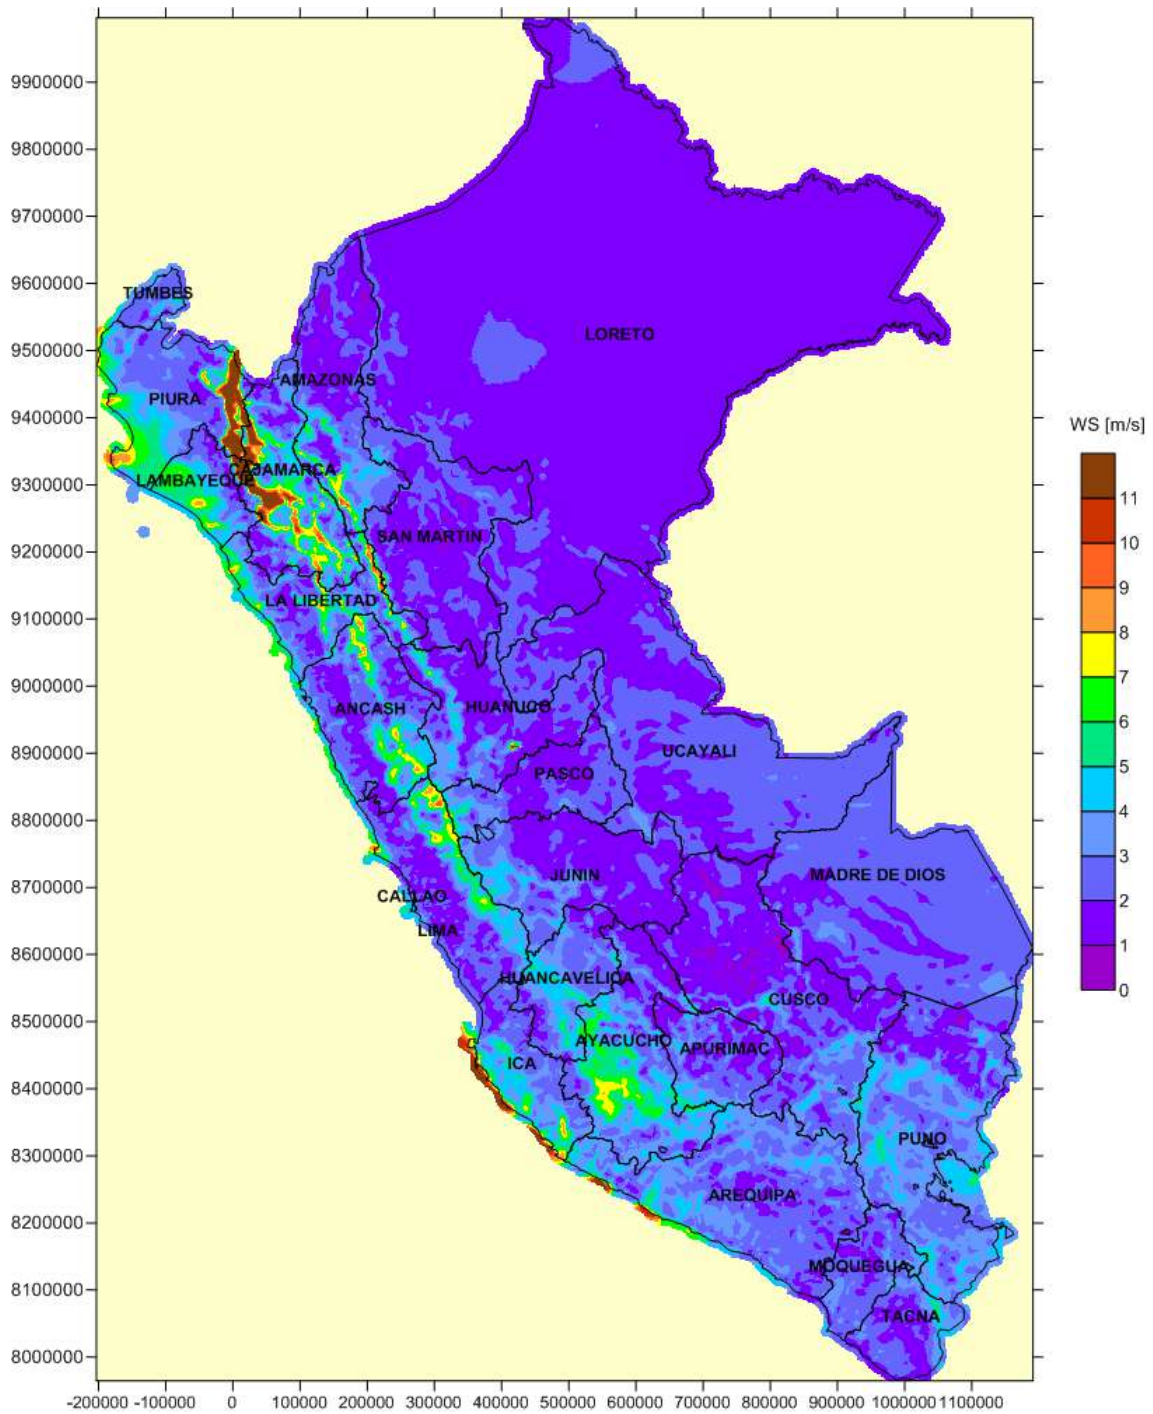 9900000
9800000
9700000
9600000
9500000
9400000
9300000
9200000
9100000
9000000
8900000
8800000
8700000
8600000
8500000
8400000
8300000
8200000
8100000
8000000
-200000 -100000 0 100000 200000 300000 400000 500000 600000 700000 800000 900000 1000000 1100000
TUMBES
LORETO
AMAZONAS
PIURA
CAJAMARCA
LAMBAYEQUE
SAN MARTIN
LA LIBERTAD
ANCASH
HUANUCO
UCAYALI
PASCO
JUNIN
MADRE DE DIOS
CALLAO
LIMA
HUANCAVELICA
CUSCO
AYACUCHO
APURIMAC
ICA
PUNO
AREQUIPA
MOQUEGUA
TACNA
WS [m/s]
11
10
9
8
7
6
5
4
3
2
1
0